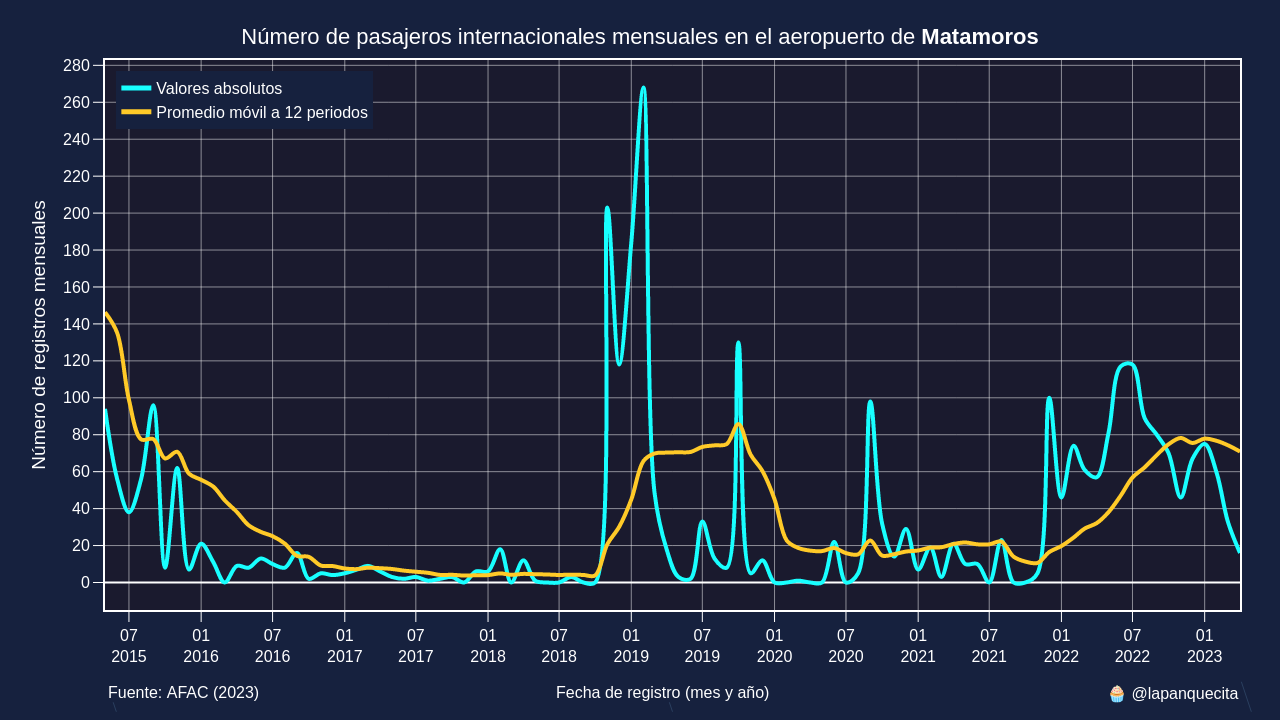 Número de pasajeros internacionales mensuales en el aeropuerto de Matamoros
Valores absolutos
Promedio móvil a 12 periodos
Número de registros mensuales
280
260
240
220
200
180
160
140
120
100
80
60
40
20
0
07 01 07 01 07 01 07 01 07 01 07 01 07 01 07 01
2015 2016 2016 2017 2017 2018 2018 2019 2019 2020 2020 2021 2021 2022 2022 2023
Fuente: AFAC (2023)
Fecha de registro (mes y año)
🧁 @lapanquecita